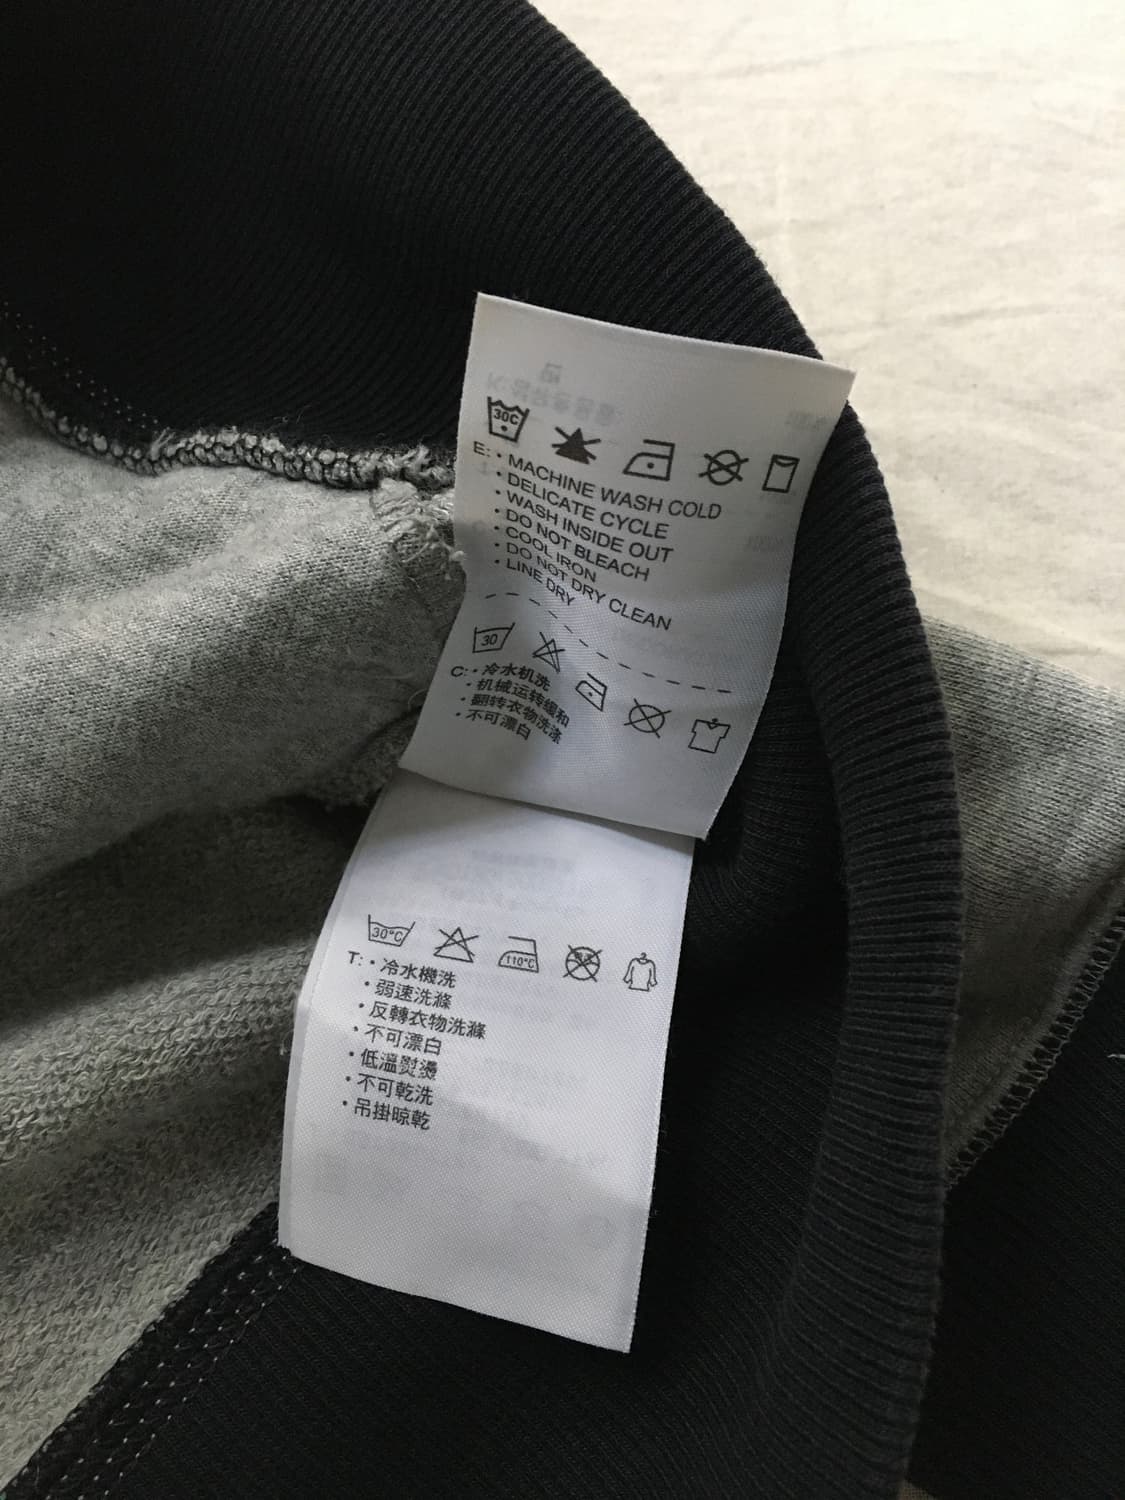 30C
E: • MACHINE WASH COLD
• DELICATE CYCLE
• WASH INSIDE OUT
• DO NOT BLEACH
• COOL IRON
• DO NOT DRY CLEAN
• LINE DRY
30
C: • 冷水机洗
• 机械运转缓和
• 翻转衣物洗涤
• 不可漂白
30°C
110°C
T: • 冷水機洗
• 弱速洗滌
• 反轉衣物洗滌
• 不可漂白
• 低溫熨燙
• 不可乾洗
• 吊掛晾乾